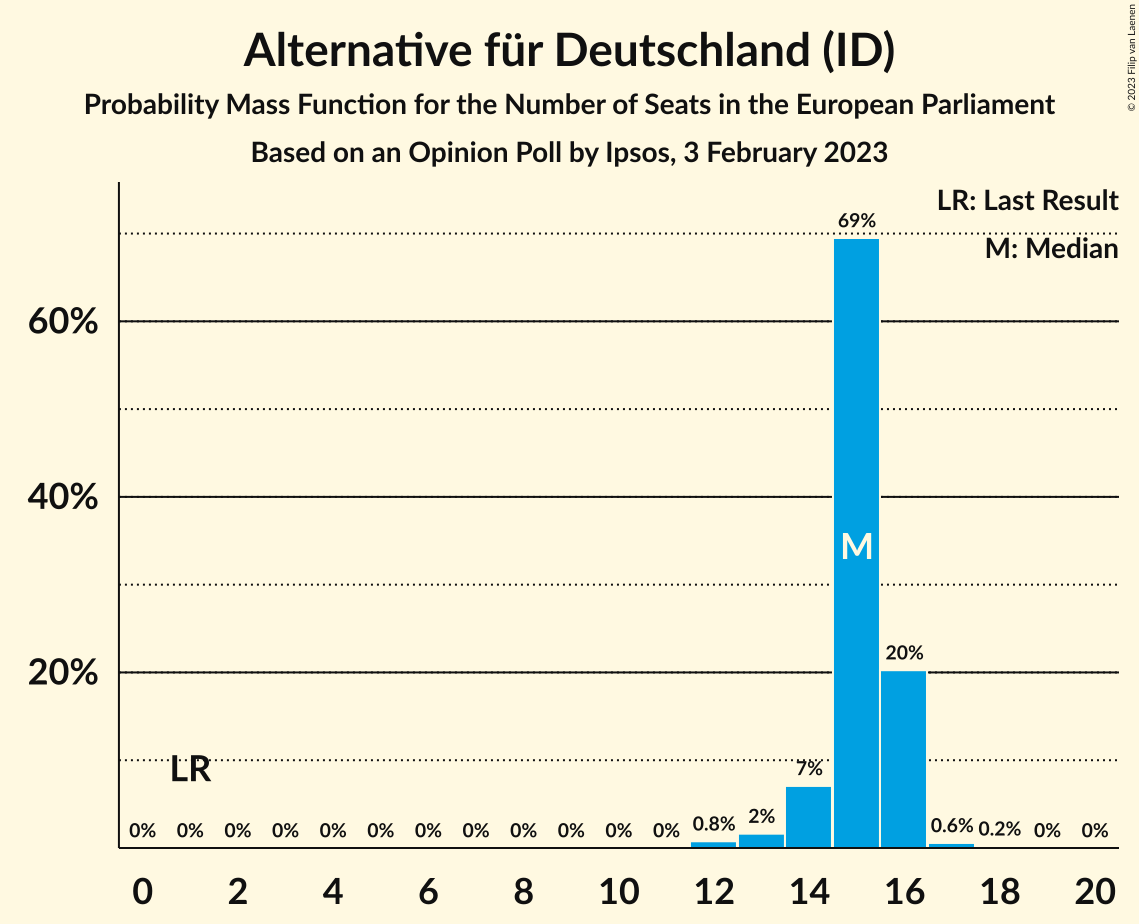 Alternative für Deutschland (ID)
Probability Mass Function for the Number of Seats in the European Parliament
Based on an Opinion Poll by Ipsos, 3 February 2023
© 2023 Filip van Laenen
LR: Last Result
M: Median
69%
60%
40%
M
20%
20%
LR
7%
0% 0% 0% 0% 0% 0% 0% 0% 0% 0% 0% 0% 0.8% 2% 0.6% 0.2% 0% 0%
0 2 4 6 8 10 12 14 16 18 20